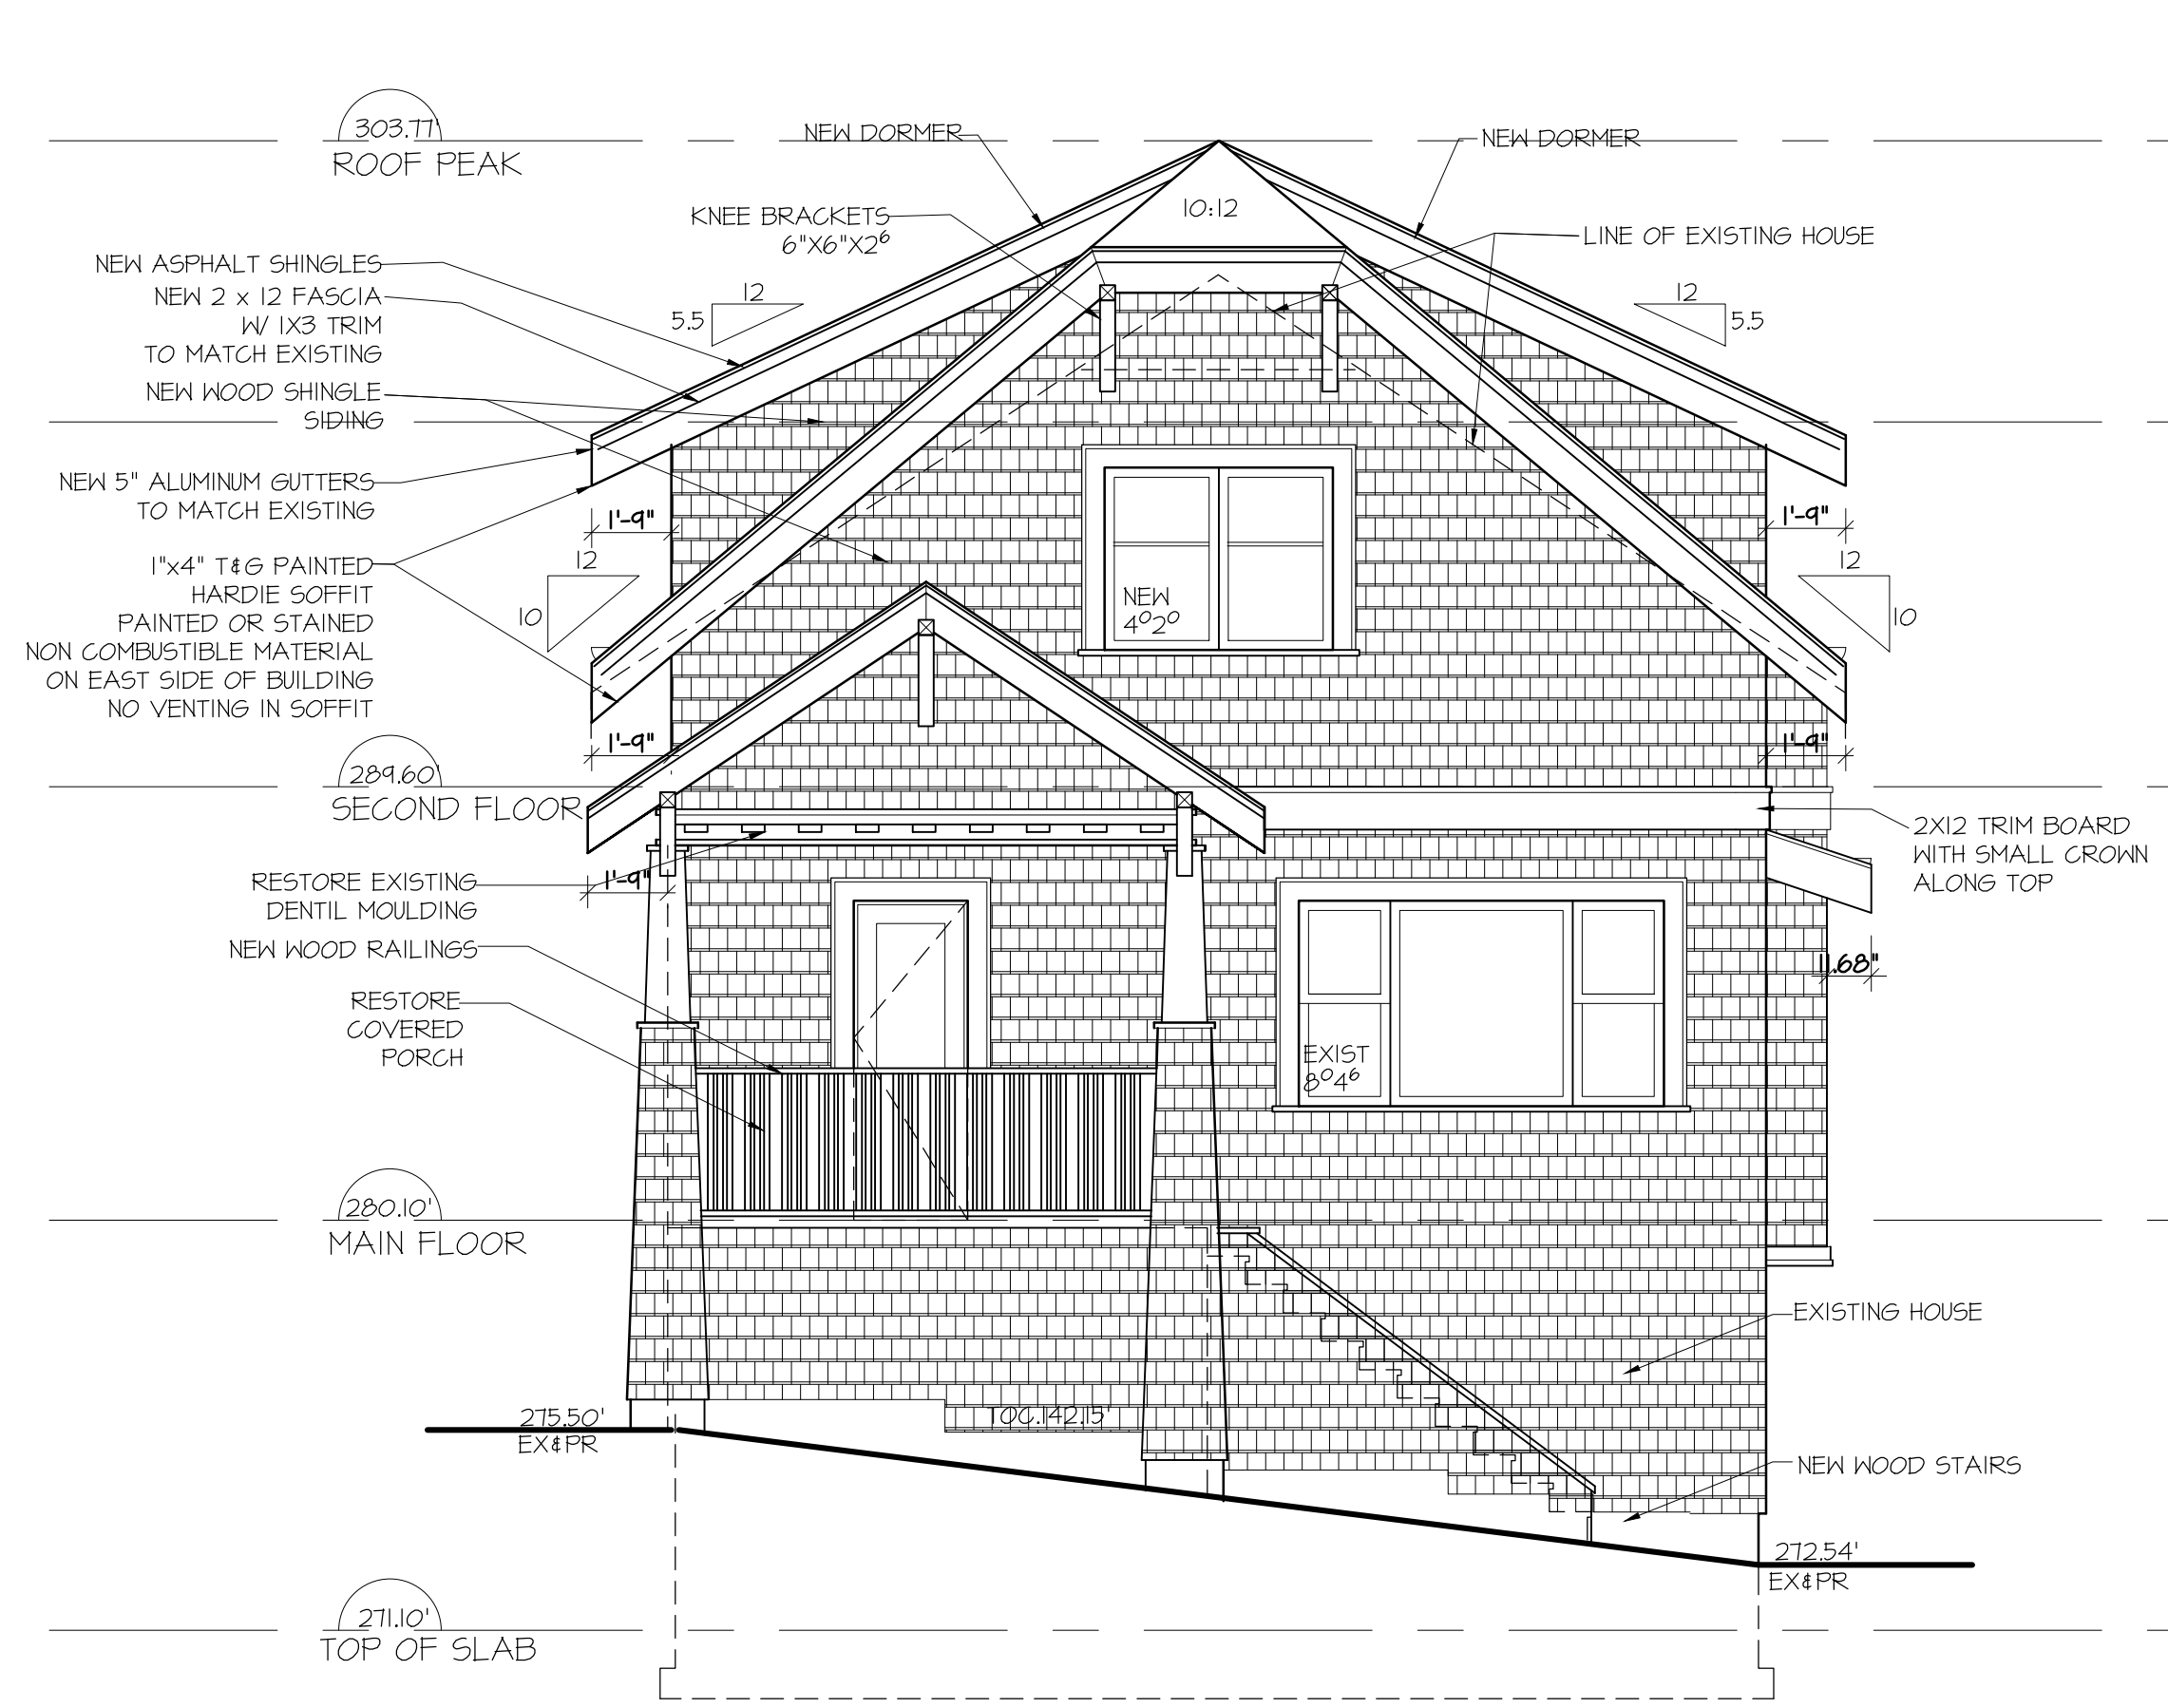 303.77'
ROOF PEAK
NEW DORMER
NEW DORMER
10:12
KNEE BRACKETS
6"X6"X2⁶
LINE OF EXISTING HOUSE
NEW ASPHALT SHINGLES
NEW 2 x 12 FASCIA
W/ 1X3 TRIM
TO MATCH EXISTING
NEW WOOD SHINGLE
SIDING
12
5.5
12
5.5
NEW 5" ALUMINUM GUTTERS
TO MATCH EXISTING
1'-9"
1'-9"
1"x4" T&G PAINTED
HARDIE SOFFIT
PAINTED OR STAINED
NON COMBUSTIBLE MATERIAL
ON EAST SIDE OF BUILDING
NO VENTING IN SOFFIT
12
10
12
10
NEW
4⁰2⁰
1'-9"
1'-9"
289.60'
SECOND FLOOR
2X12 TRIM BOARD
WITH SMALL CROWN
ALONG TOP
RESTORE EXISTING
DENTIL MOULDING
1'-9"
NEW WOOD RAILINGS
11.68"
RESTORE
COVERED
PORCH
EXIST
8⁰4⁶
280.10'
MAIN FLOOR
EXISTING HOUSE
275.50'
EX&PR
TOC.142.15'
NEW WOOD STAIRS
272.54'
EX&PR
271.10'
TOP OF SLAB